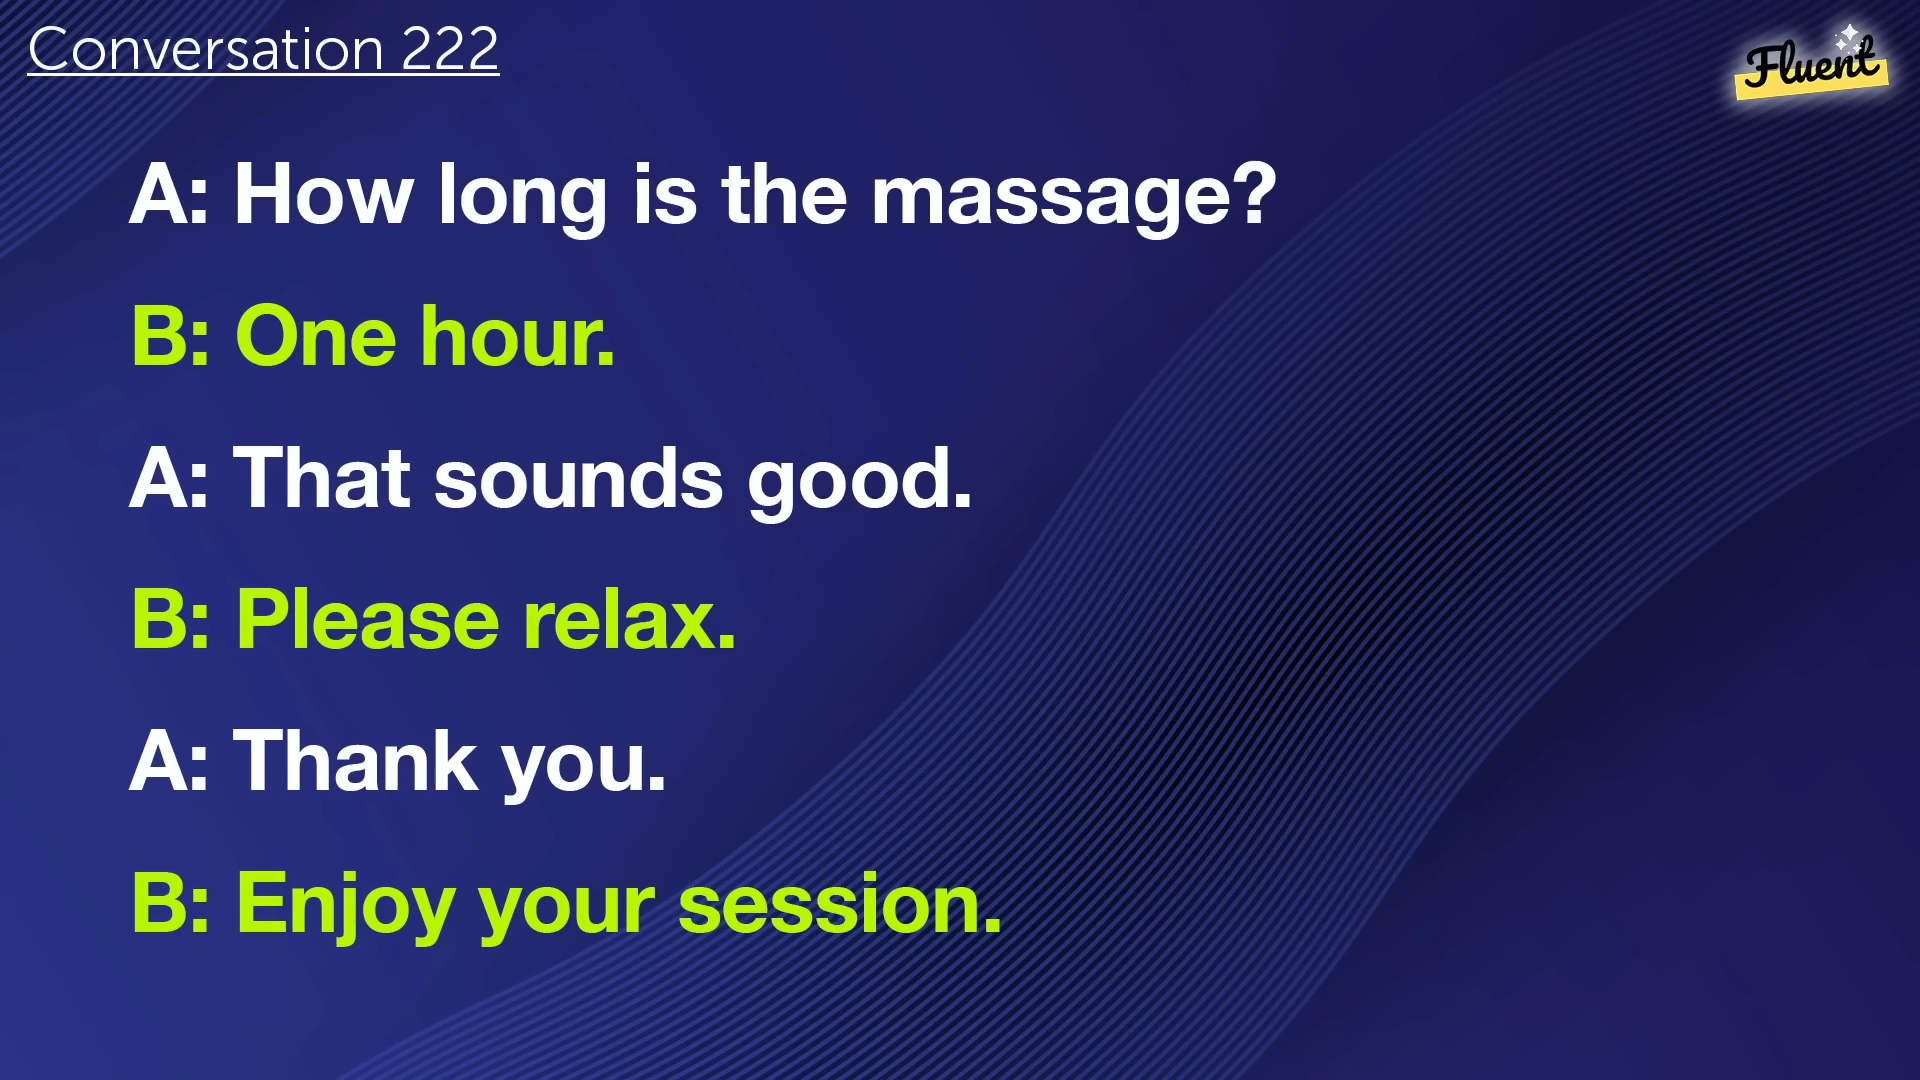 Conversation 222
Fluent
A: How long is the massage?
B: One hour.
A: That sounds good.
B: Please relax.
A: Thank you.
B: Enjoy your session.